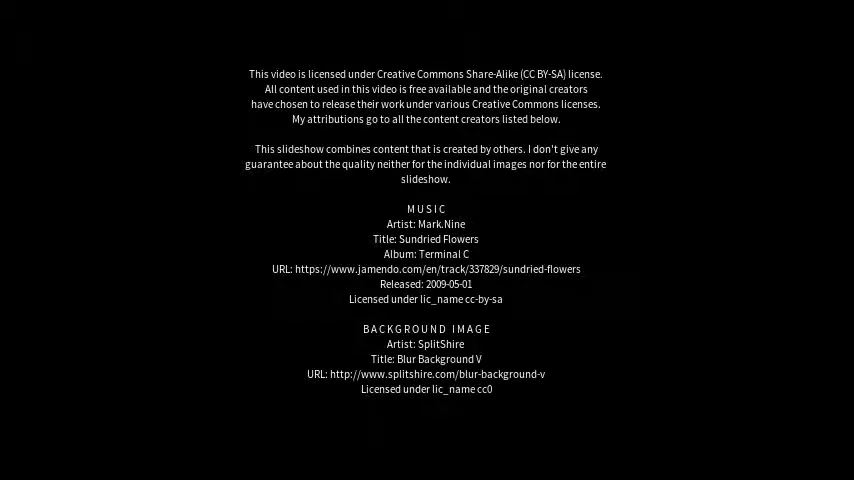 This video is licensed under Creative Commons Share-Alike (CC BY-SA) license.
All content used in this video is free available and the original creators
have chosen to release their work under various Creative Commons licenses.
My attributions go to all the content creators listed below.
This slideshow combines content that is created by others. I don't give any
guarantee about the quality neither for the individual images nor for the entire
slideshow.
MUSIC
Artist: Mark.Nine
Title: Sundried Flowers
Album: Terminal C
URL: https://www.jamendo.com/en/track/337829/sundried-flowers
Released: 2009-05-01
Licensed under lic_name cc-by-sa
BACKGROUND IMAGE
Artist: SplitShire
Title: Blur Background V
URL: http://www.splitshire.com/blur-background-v
Licensed under lic_name cc0